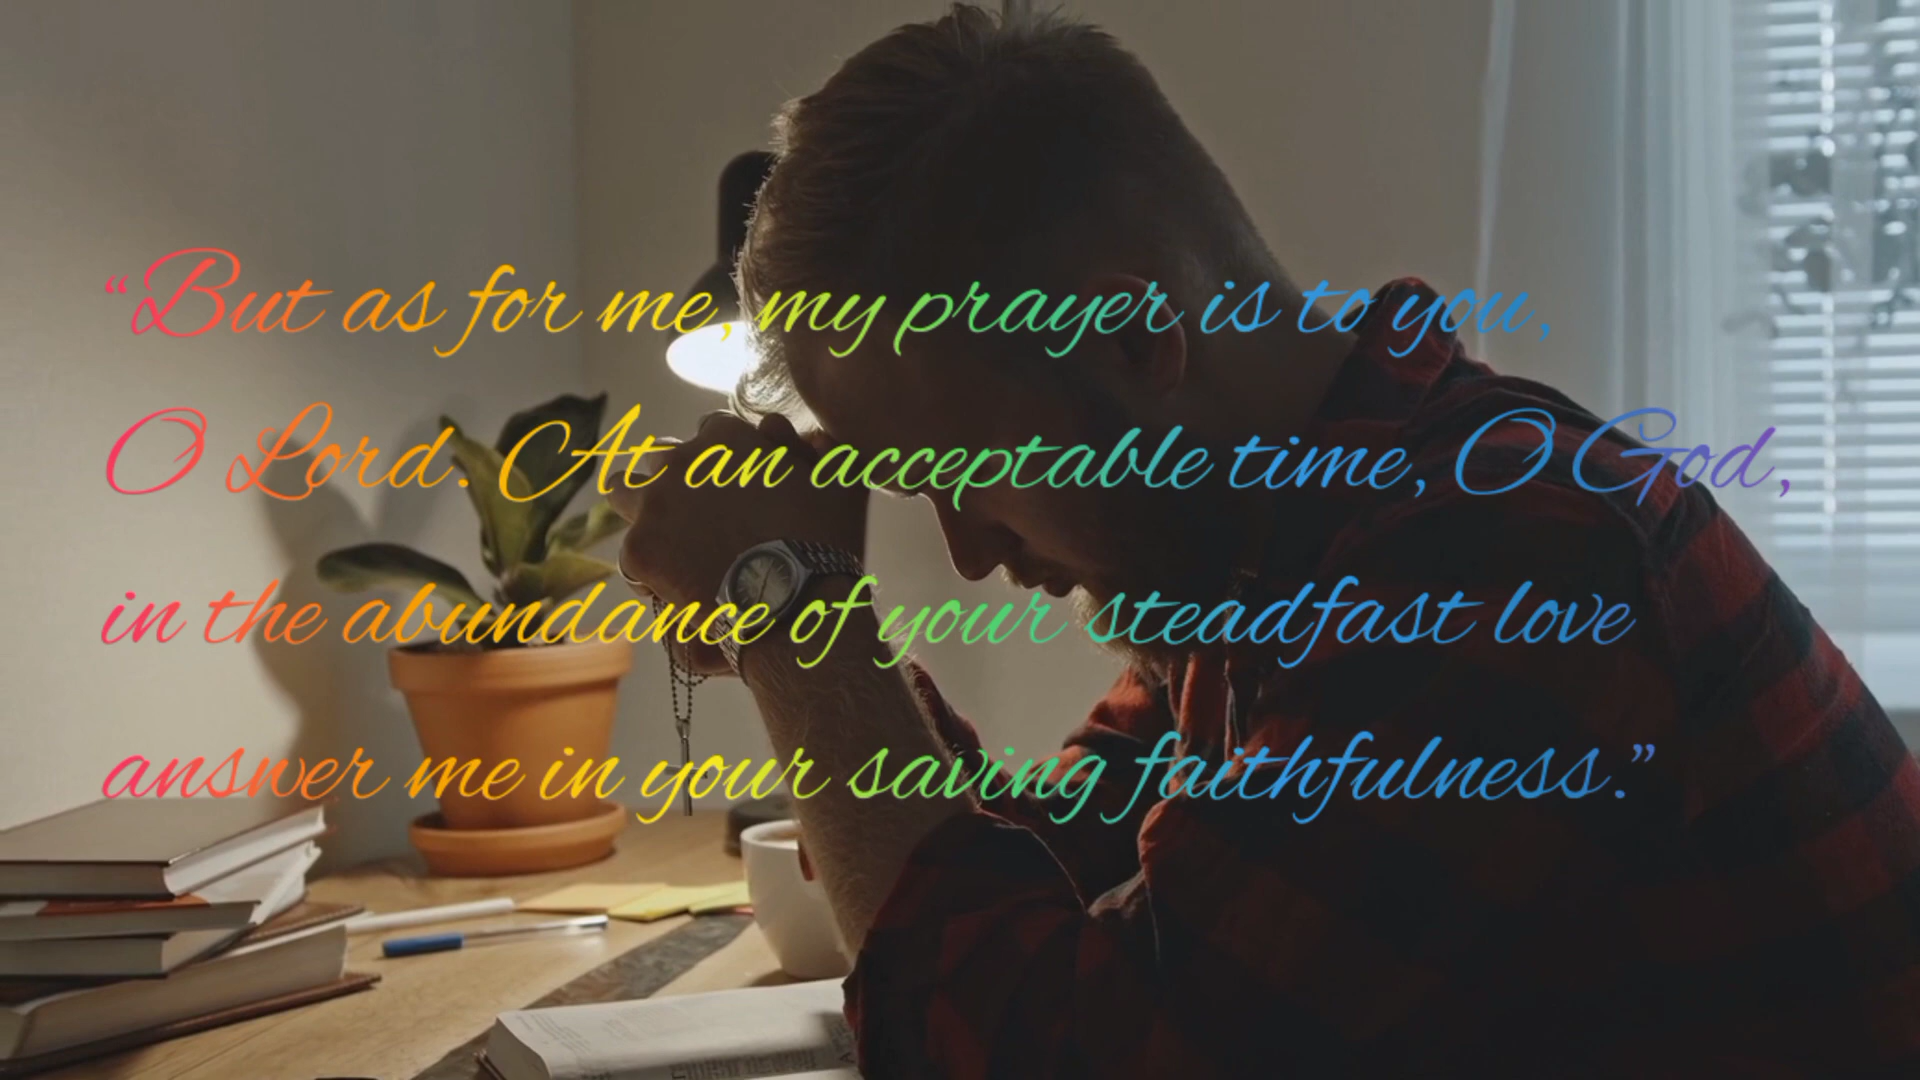 “But as for me, my prayer is to you,
O Lord. At an acceptable time, O God,
in the abundance of your steadfast love
answer me in your saving faithfulness.”